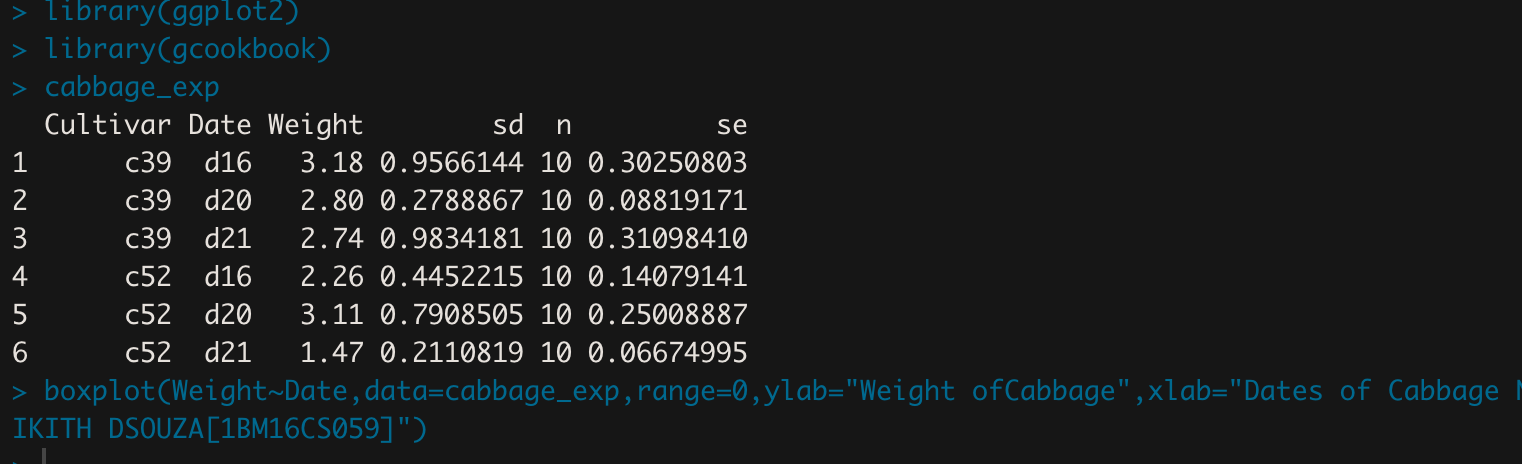 > library(ggplot2)
> library(gcookbook)
> cabbage_exp
  Cultivar Date Weight        sd  n         se
1      c39  d16   3.18 0.9566144 10 0.30250803
2      c39  d20   2.80 0.2788867 10 0.08819171
3      c39  d21   2.74 0.9834181 10 0.31098410
4      c52  d16   2.26 0.4452215 10 0.14079141
5      c52  d20   3.11 0.7908505 10 0.25008887
6      c52  d21   1.47 0.2110819 10 0.06674995
> boxplot(Weight~Date,data=cabbage_exp,range=0,ylab="Weight ofCabbage",xlab="Dates of Cabbage N
IKITH DSOUZA[1BM16CS059]")
>